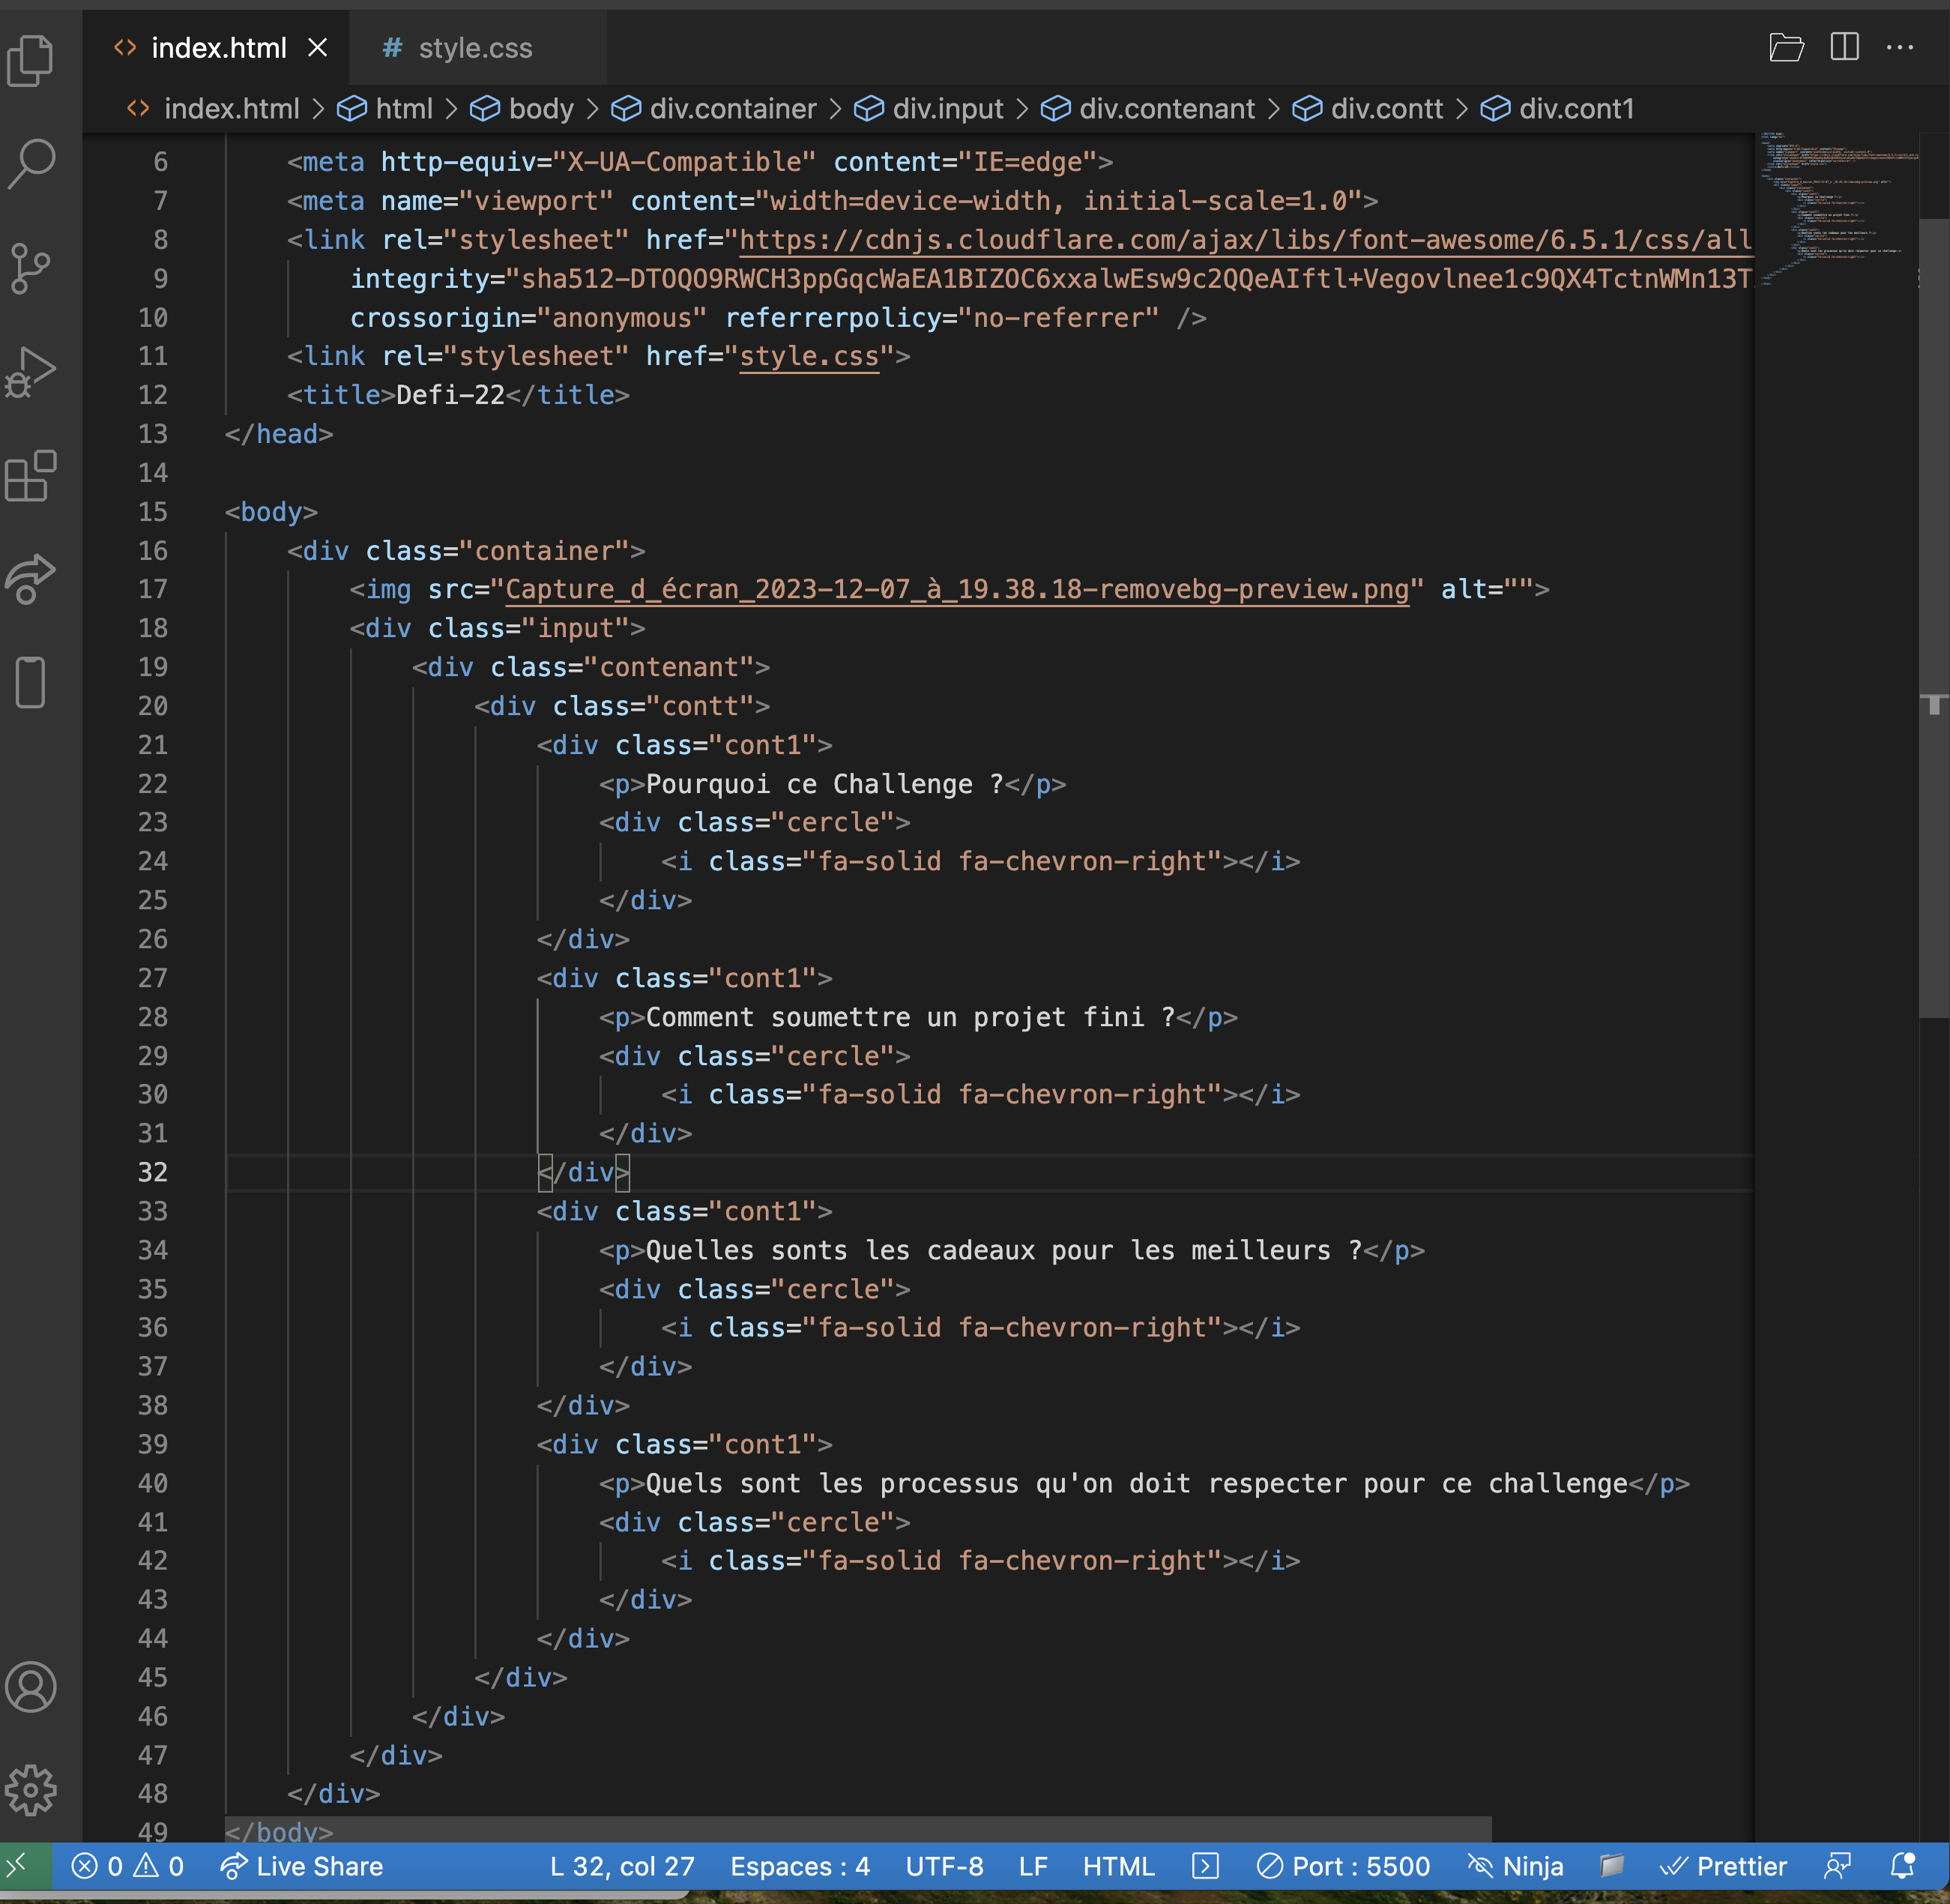 index.html
style.css
index.html > html > body > div.container > div.input > div.contenant > div.contt > div.cont1
6 <meta http-equiv="X-UA-Compatible" content="IE=edge">
7 <meta name="viewport" content="width=device-width, initial-scale=1.0">
8 <link rel="stylesheet" href="https://cdnjs.cloudflare.com/ajax/libs/font-awesome/6.5.1/css/all
9 integrity="sha512-DTOQO9RWCH3ppGqcWaEA1BIZOC6xxalwEsw9c2QQeAIftl+Vegovlnee1c9QX4TctnWMn13T
10 crossorigin="anonymous" referrerpolicy="no-referrer" />
11 <link rel="stylesheet" href="style.css">
12 <title>Defi-22</title>
13 </head>
14
15 <body>
16 <div class="container">
17 <img src="Capture_d_écran_2023-12-07_à_19.38.18-removebg-preview.png" alt="">
18 <div class="input">
19 <div class="contenant">
20 <div class="contt">
21 <div class="cont1">
22 <p>Pourquoi ce Challenge ?</p>
23 <div class="cercle">
24 <i class="fa-solid fa-chevron-right"></i>
25 </div>
26 </div>
27 <div class="cont1">
28 <p>Comment soumettre un projet fini ?</p>
29 <div class="cercle">
30 <i class="fa-solid fa-chevron-right"></i>
31 </div>
32 </div>
33 <div class="cont1">
34 <p>Quelles sonts les cadeaux pour les meilleurs ?</p>
35 <div class="cercle">
36 <i class="fa-solid fa-chevron-right"></i>
37 </div>
38 </div>
39 <div class="cont1">
40 <p>Quels sont les processus qu'on doit respecter pour ce challenge</p>
41 <div class="cercle">
42 <i class="fa-solid fa-chevron-right"></i>
43 </div>
44 </div>
45 </div>
46 </div>
47 </div>
48 </div>
49 </body>
0 0 Live Share L 32, col 27 Espaces : 4 UTF-8 LF HTML Port : 5500 Ninja Prettier